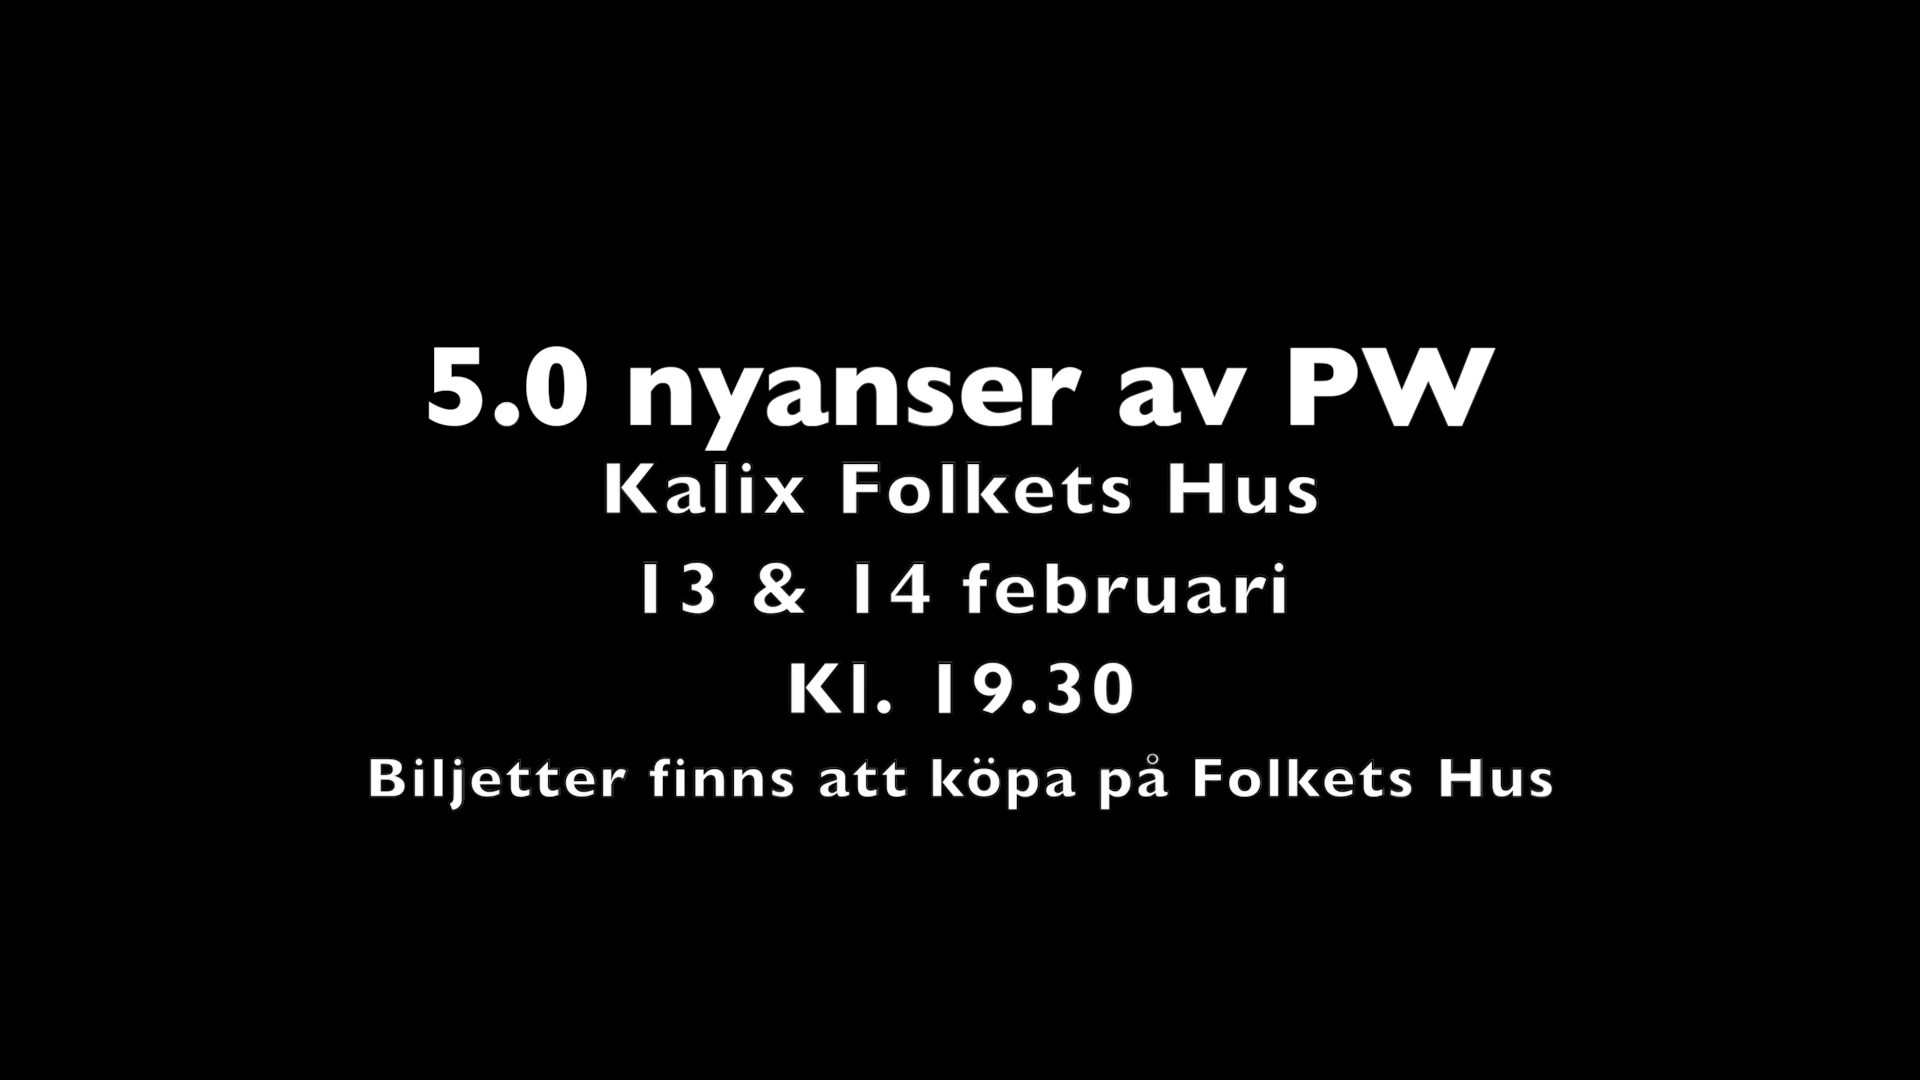 5.0 nyanser av PW
Kalix Folkets Hus
13 & 14 februari
Kl. 19.30
Biljetter finns att köpa på Folkets Hus